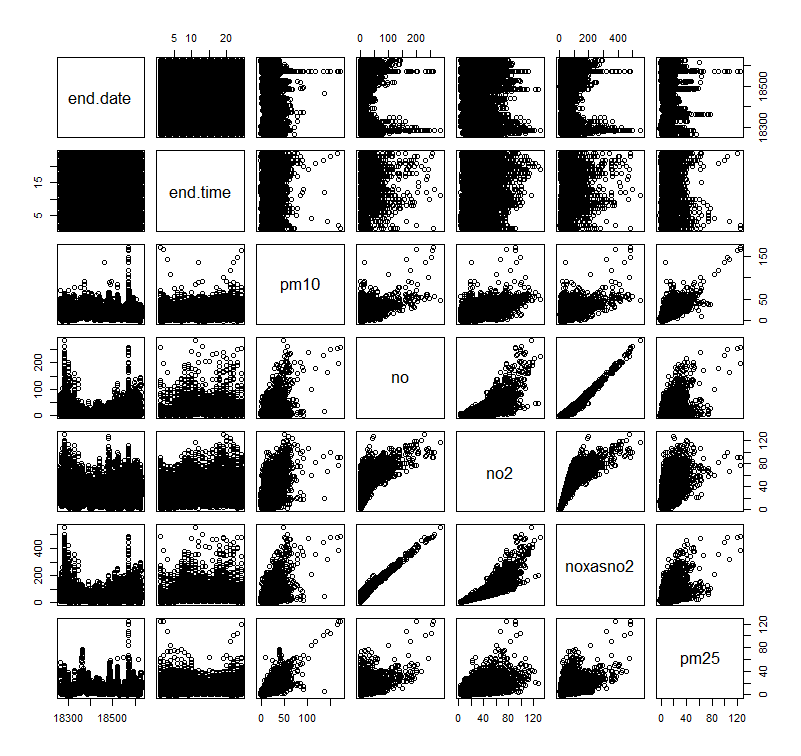 5 10 20
0 100 200
0 200 400
end.date
18300 18500
5 15
end.time
pm10
0 50 150
0 100 200
no
no2
0 40 80 120
0 200 400
noxasno2
pm25
0 40 80 120
18300 18500
0 50 100
0 40 80 120
0 40 80 120